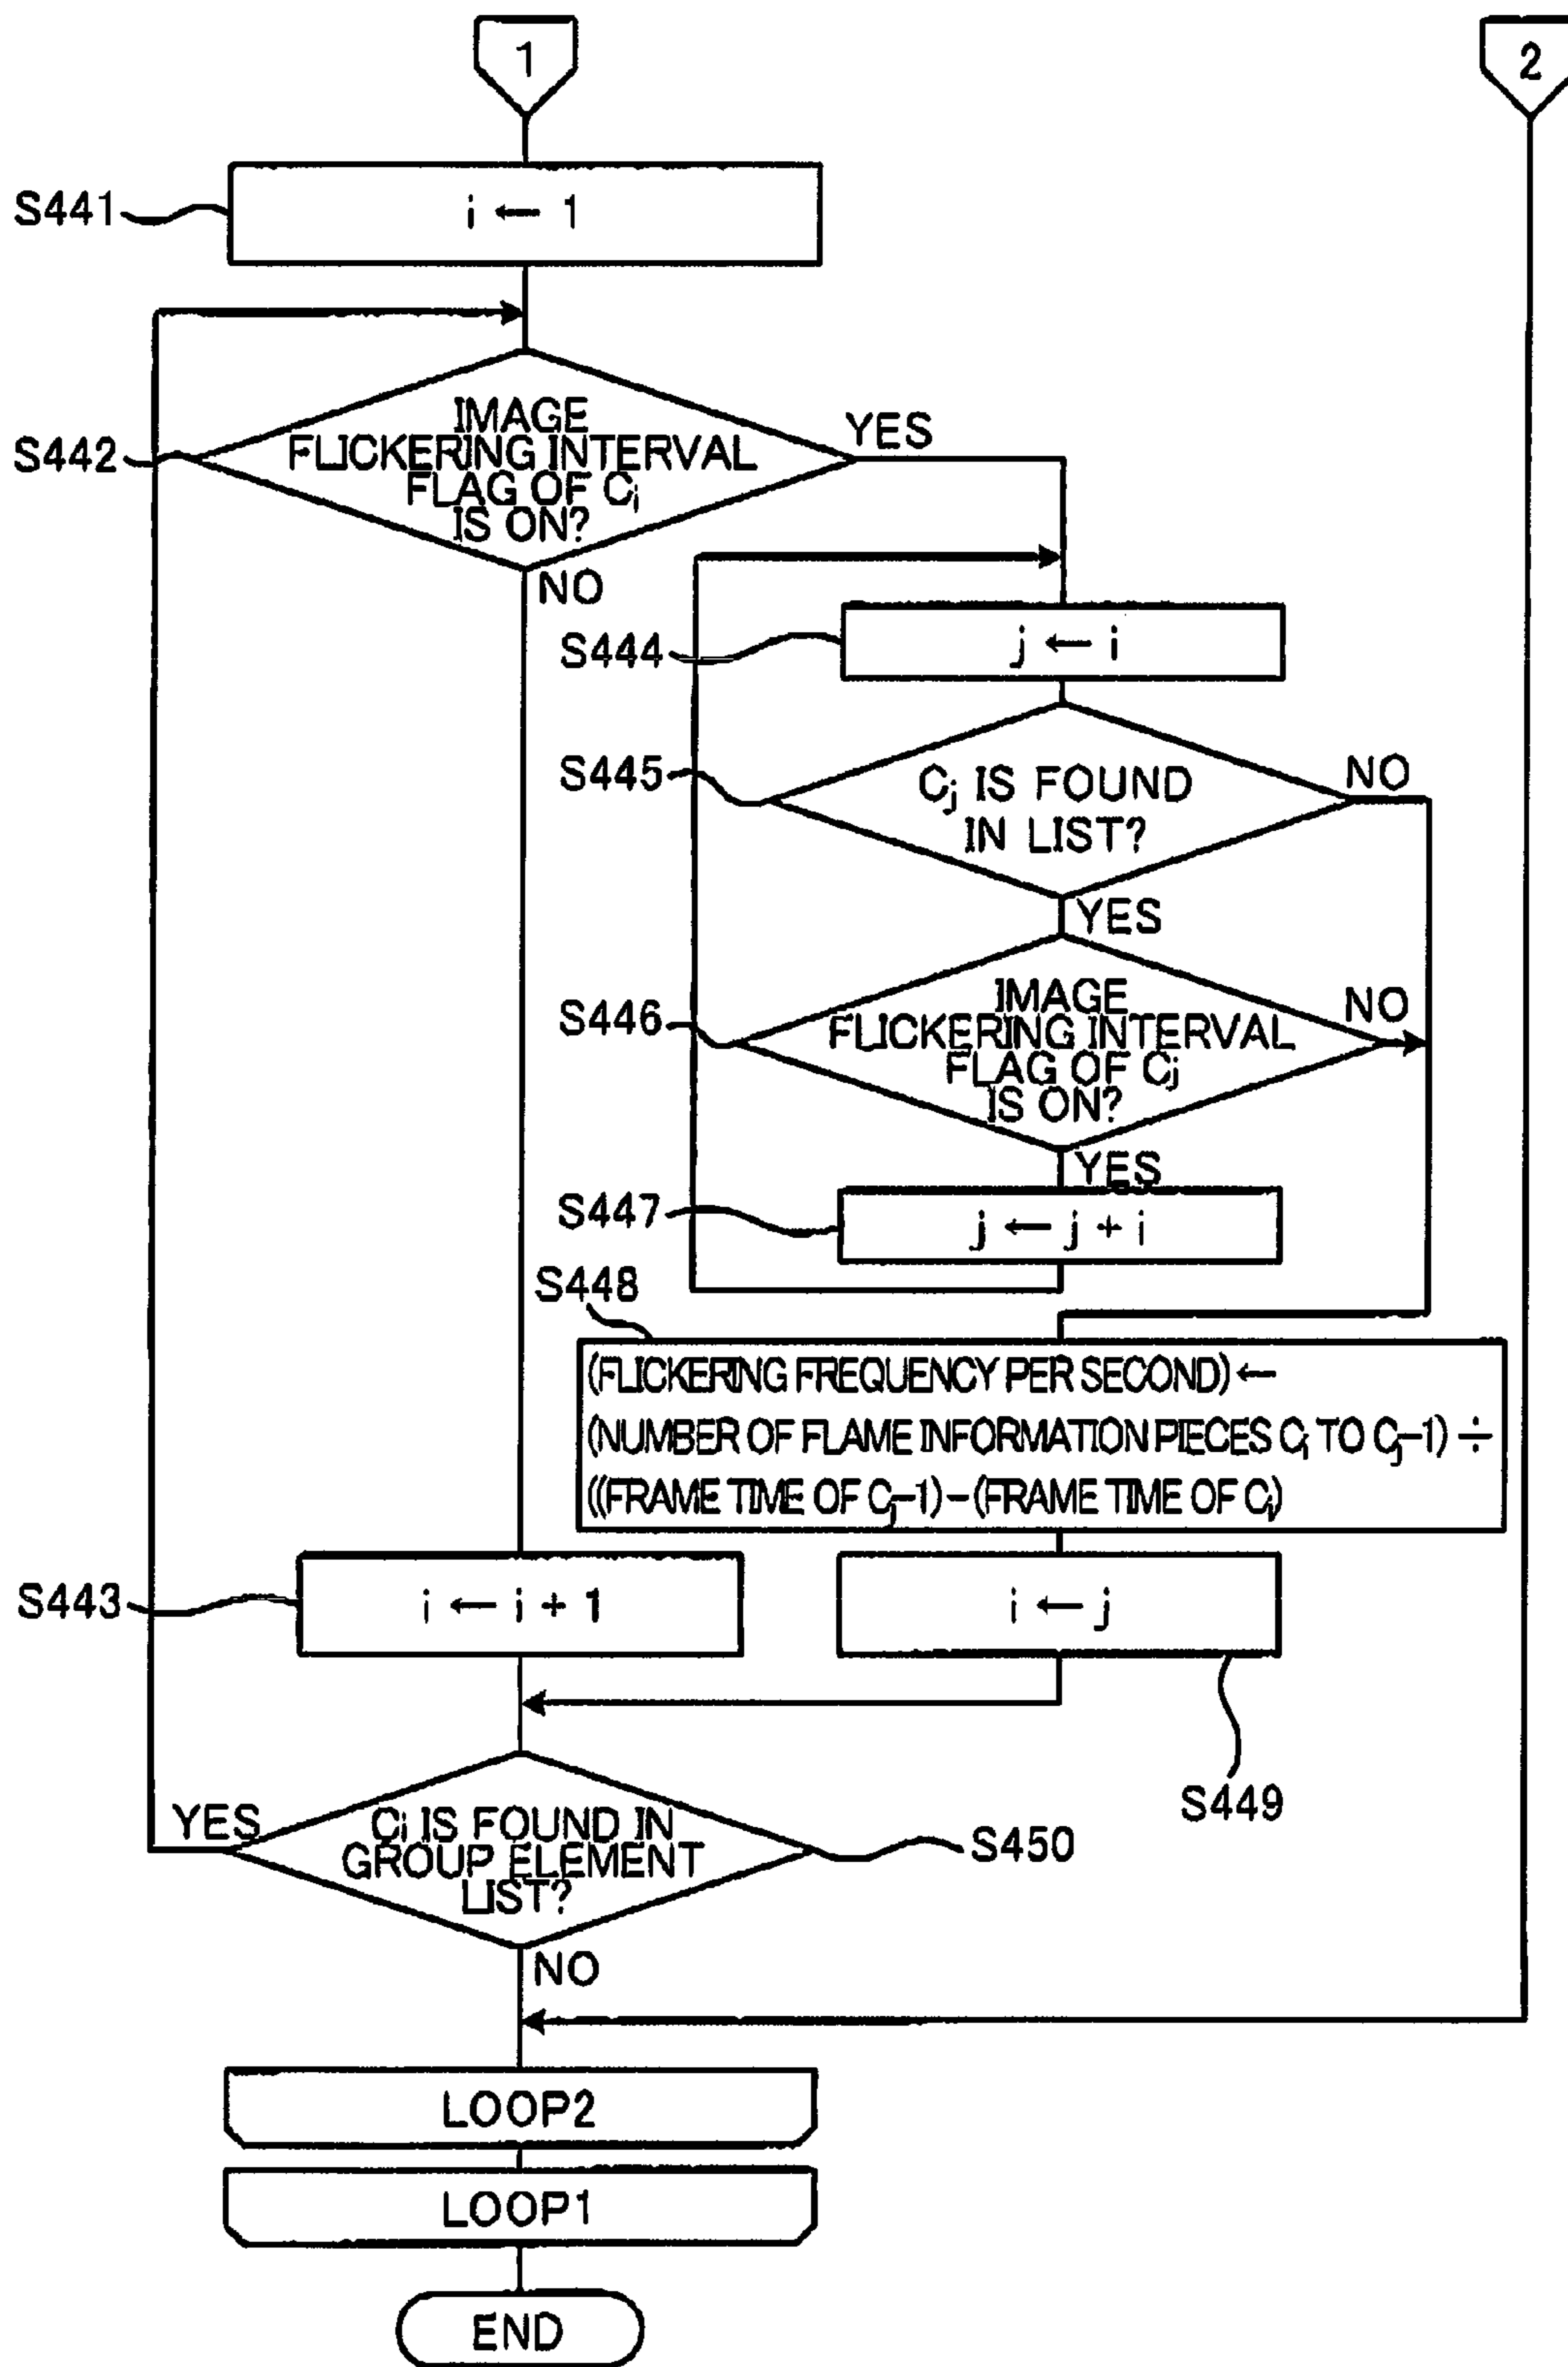 1
2
S441
i ← 1
S442
IMAGE
FLICKERING INTERVAL
FLAG OF Ci
IS ON?
YES
NO
S444
j ← i
S445
Cj IS FOUND
IN LIST?
NO
YES
S446
IMAGE
FLICKERING INTERVAL
FLAG OF Cj
IS ON?
NO
YES
S447
j ← j + i
S448
(FLICKERING FREQUENCY PER SECOND) ←
(NUMBER OF FLAME INFORMATION PIECES Ci TO Cj-1) ÷
((FRAME TIME OF Cj-1) - (FRAME TIME OF Ci)
S443
i ← i + 1
i ← j
S449
YES
Ci IS FOUND IN
GROUP ELEMENT
LIST?
S450
NO
LOOP2
LOOP1
END